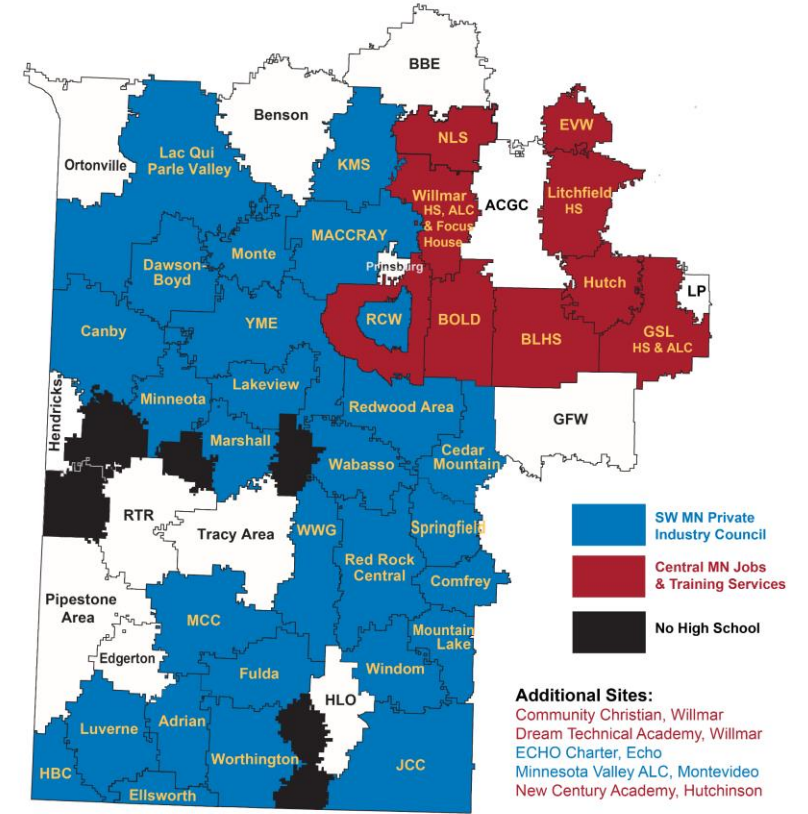 BBE
Benson
EVW
NLS
Ortonville
Lac Qui
Parle Valley
KMS
Willmar
HS, ALC
& Focus
House
ACGC
Litchfield
HS
MACCRAY
Monte
Prinsburg
Dawson-
Boyd
Hutch
LP
Canby
YME
RCW
BOLD
BLHS
GSL
HS & ALC
Hendricks
Minneota
Lakeview
Redwood Area
GFW
Marshall
Wabasso
Cedar
Mountain
RTR
Tracy Area
WWG
Springfield
Red Rock
Central
Comfrey
Pipestone
Area
MCC
Mountain
Lake
Edgerton
Fulda
Windom
HLO
Luverne
Adrian
Worthington
JCC
HBC
Ellsworth
SW MN Private
Industry Council
Central MN Jobs
& Training Services
No High School
Additional Sites:
Community Christian, Willmar
Dream Technical Academy, Willmar
ECHO Charter, Echo
Minnesota Valley ALC, Montevideo
New Century Academy, Hutchinson